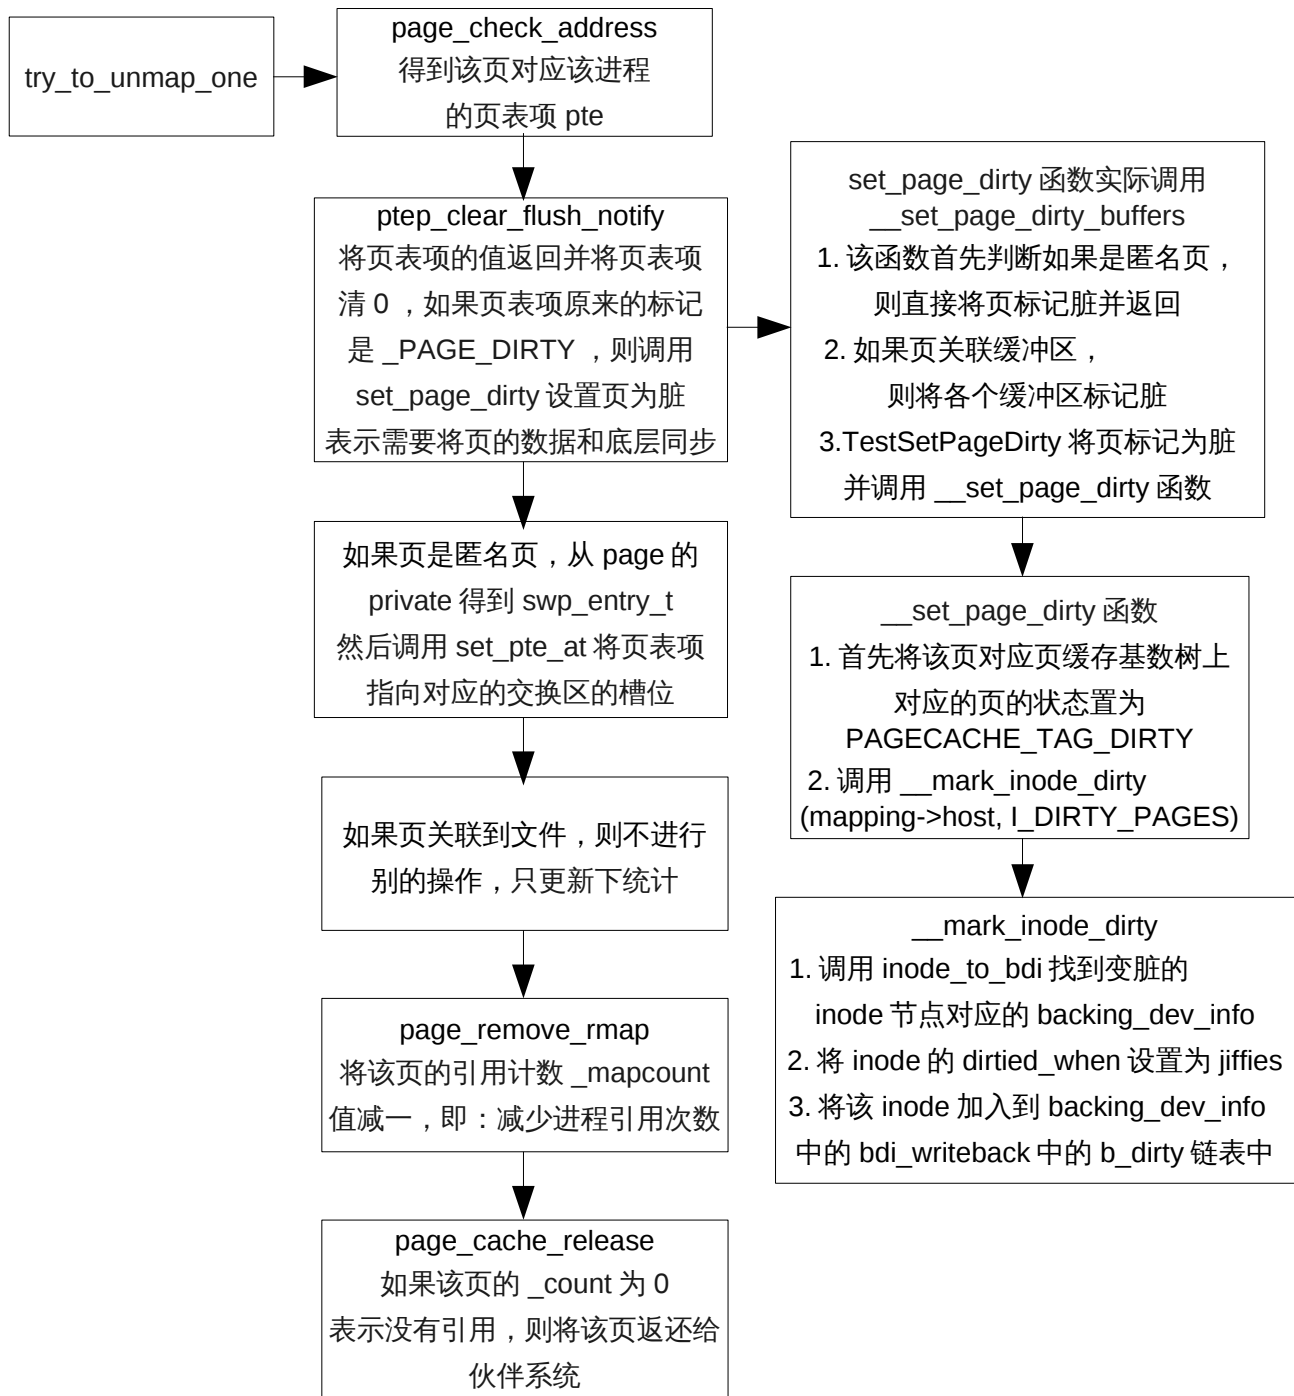 try_to_unmap_one
page_check_address
得到该页对应该进程
的页表项 pte
ptep_clear_flush_notify
将页表项的值返回并将页表项
清 0 ，如果页表项原来的标记
是 _PAGE_DIRTY ，则调用
set_page_dirty 设置页为脏
表示需要将页的数据和底层同步
如果页是匿名页，从 page 的
private 得到 swp_entry_t
然后调用 set_pte_at 将页表项
指向对应的交换区的槽位
如果页关联到文件，则不进行
别的操作，只更新下统计
page_remove_rmap
将该页的引用计数 _mapcount
值减一，即：减少进程引用次数
page_cache_release
如果该页的 _count 为 0
表示没有引用，则将该页返还给
伙伴系统
set_page_dirty 函数实际调用
__set_page_dirty_buffers
1. 该函数首先判断如果是匿名页，
则直接将页标记脏并返回
2. 如果页关联缓冲区，
则将各个缓冲区标记脏
3.TestSetPageDirty 将页标记为脏
并调用 __set_page_dirty 函数
__set_page_dirty 函数
1. 首先将该页对应页缓存基数树上
对应的页的状态置为
PAGECACHE_TAG_DIRTY
2. 调用 __mark_inode_dirty
(mapping->host, I_DIRTY_PAGES)
__mark_inode_dirty
1. 调用 inode_to_bdi 找到变脏的
inode 节点对应的 backing_dev_info
2. 将 inode 的 dirtied_when 设置为 jiffies
3. 将该 inode 加入到 backing_dev_info
中的 bdi_writeback 中的 b_dirty 链表中